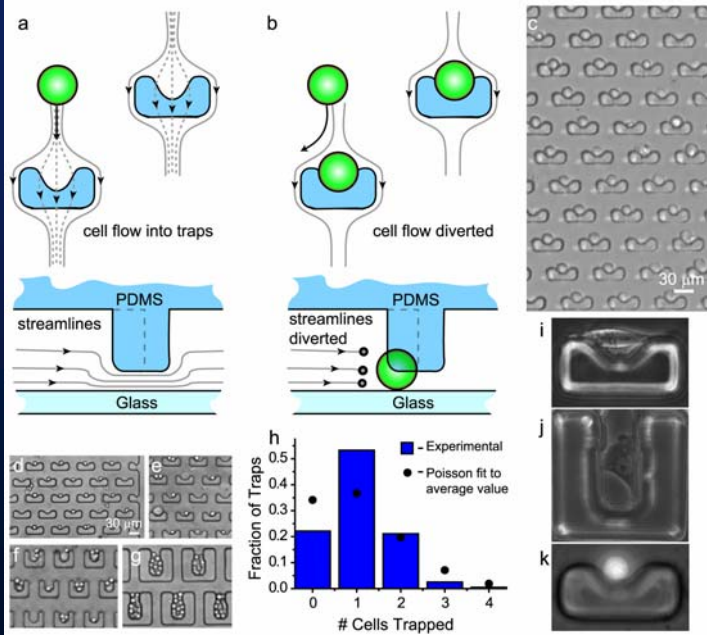 a
b
c
cell flow into traps
cell flow diverted
PDMS
streamlines
Glass
PDMS
streamlines
diverted
Glass
30 μm
i
j
k
d
30 μm
e
f
g
h
Fraction of Traps
0.5
0.4
0.3
0.2
0.1
0.0
0
1
2
3
4
# Cells Trapped
- Experimental
- Poisson fit to
average value